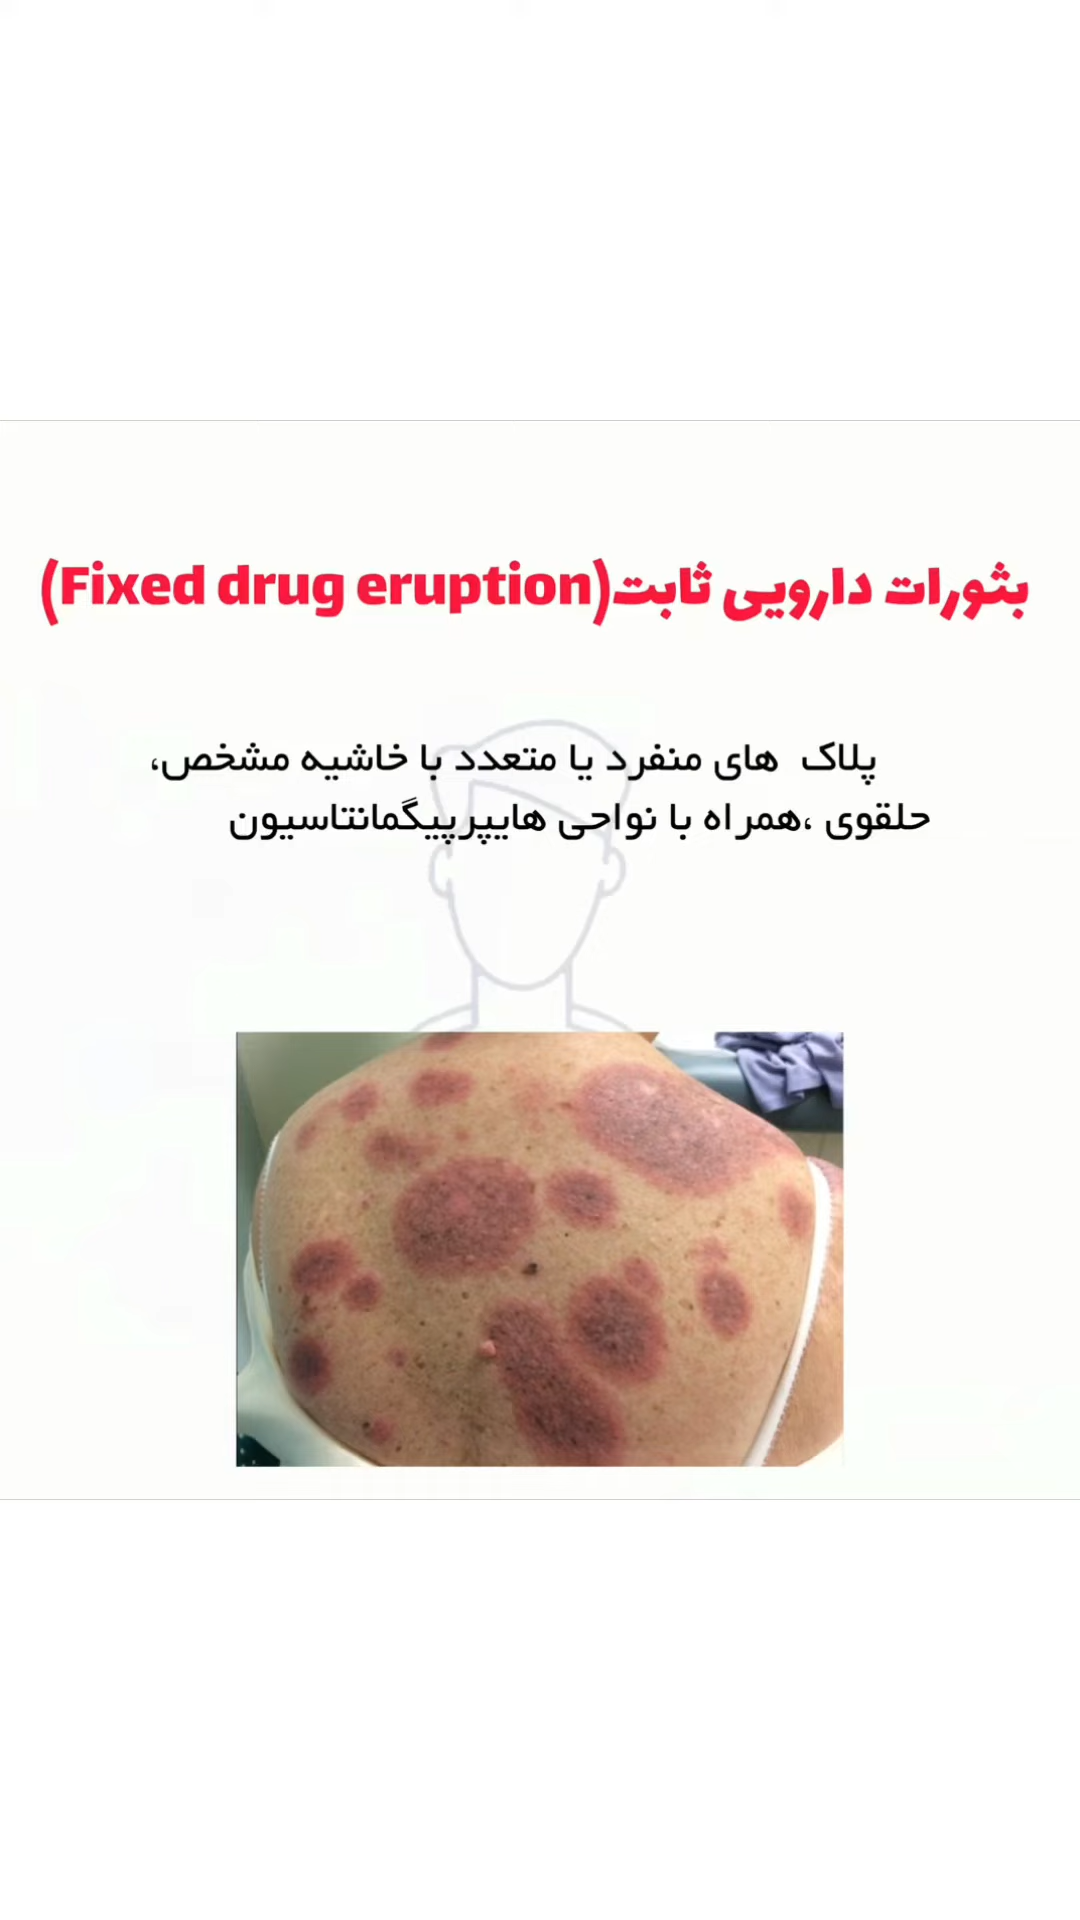 بثورات دارویی ثابت(Fixed drug eruption)
پلاک های منفرد یا متعدد با خاشیه مشخص،
حلقوی ،همراه با نواحی هایپرپیگمانتاسیون